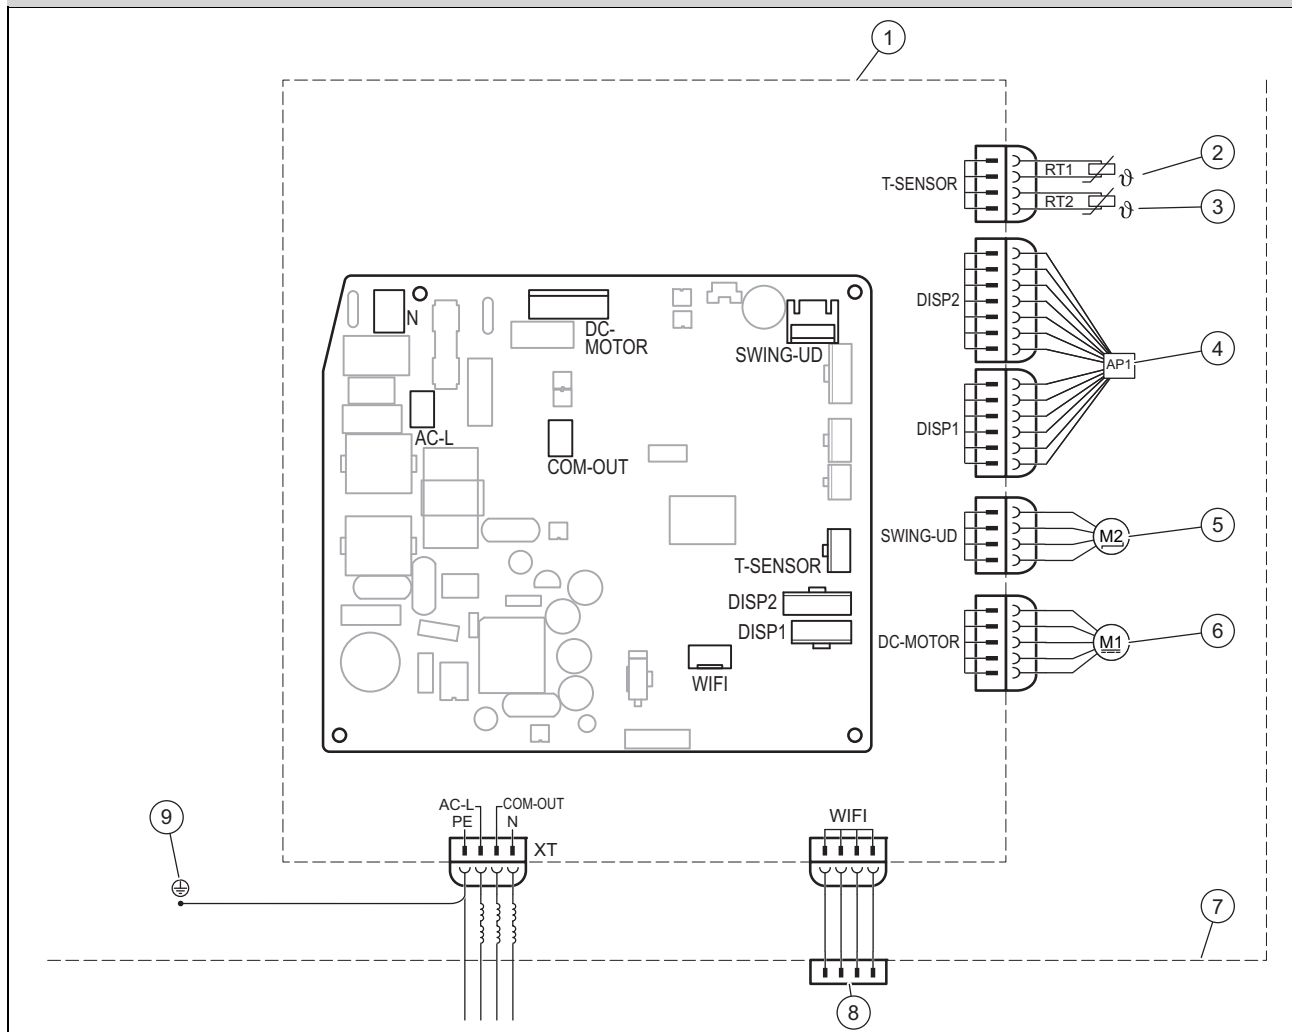 1
2
T-SENSOR
RT1
ϑ
RT2
ϑ
3
DISP2
N
DC-
MOTOR
SWING-UD
4
AP1
DISP1
AC-L
COM-OUT
5
SWING-UD
M2
T-SENSOR
DISP2
DISP1
6
DC-MOTOR
M1
WIFI
AC-L
COM-OUT
PE
N
WIFI
9
XT
7
8